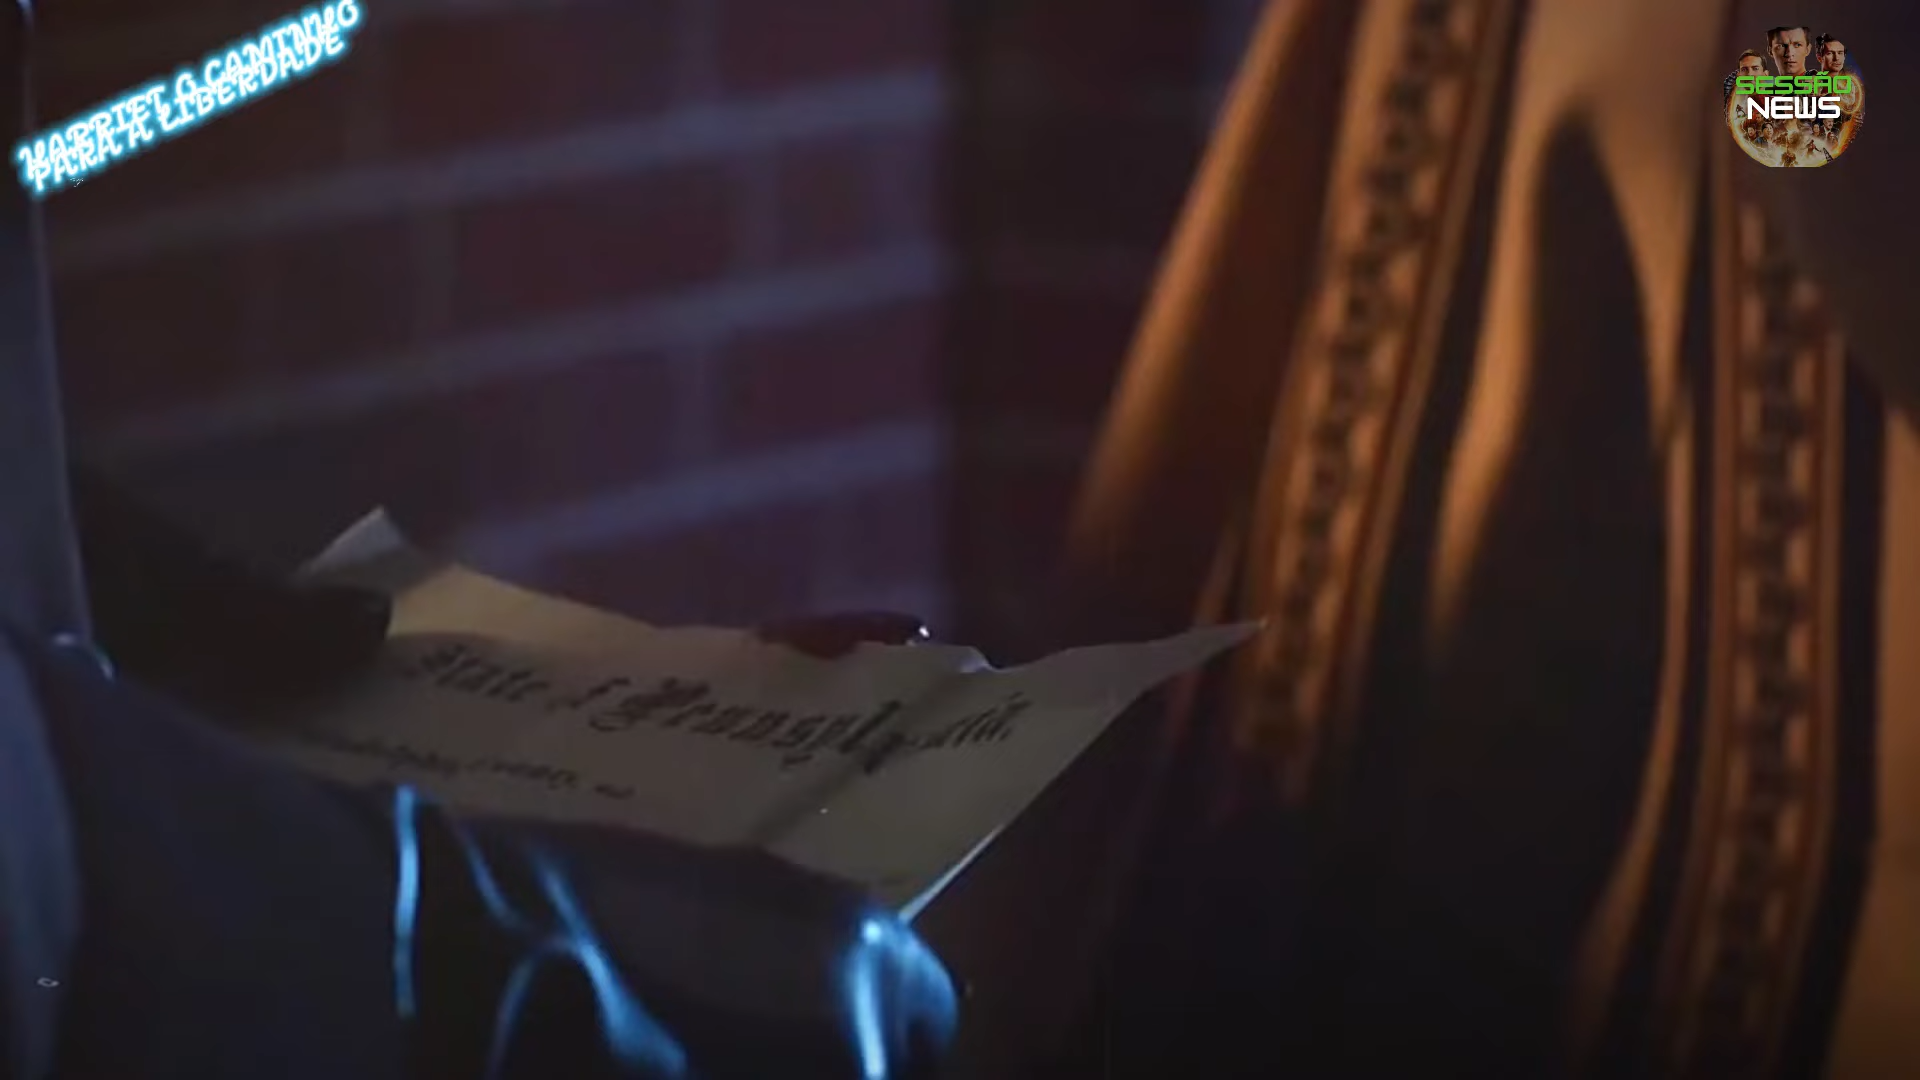 HARRIET O CAMINHO
PARA A LIBERDADE
SESSÃO
NEWS
State of Pennsylvania